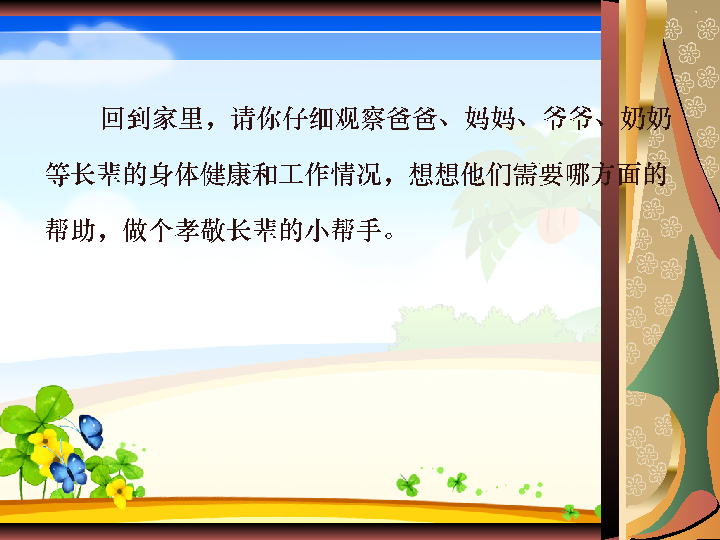 回到家里，请你仔细观察爸爸、妈妈、爷爷、奶奶
等长辈的身体健康和工作情况，想想他们需要哪方面的
帮助，做个孝敬长辈的小帮手。